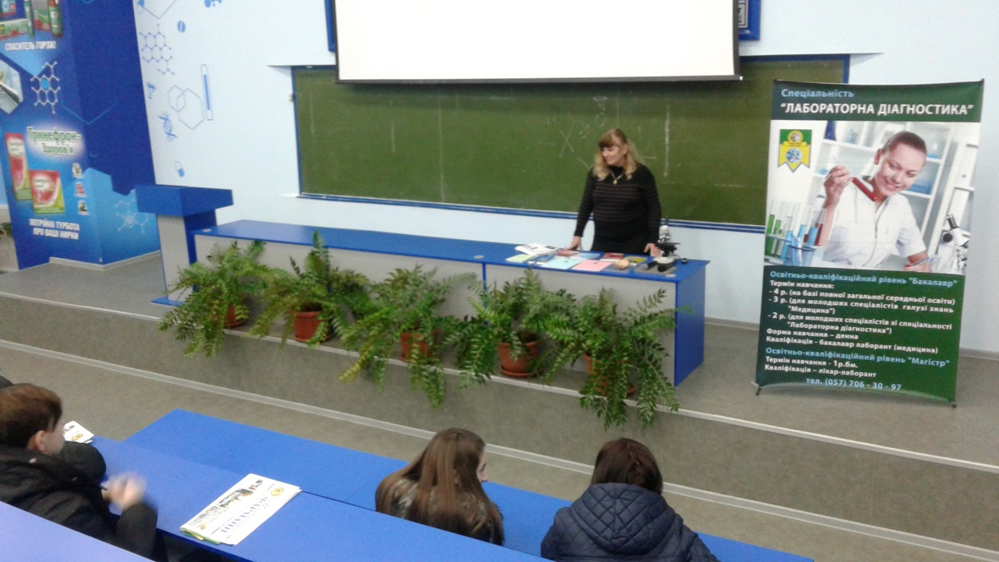 СПАСИТЕЛЬ ГОРЛА!
Тринефрон-
Здоров'я
ПОТРІЙНА ТУРБОТА
ПРО ВАШІ НИРКИ
Спеціальність
"ЛАБОРАТОРНА ДІАГНОСТИКА"
Освітньо-кваліфікаційний рівень "Бакалавр"
Термін навчання:
- 4 р. (на базі повної загальної середньої освіти)
- 3 р. (для молодших спеціалістів галузі знань
"Медицина")
- 2 р. (для молодших спеціалістів зі спеціальності
"Лабораторна діагностика")
Форма навчання – денна
Кваліфікація - бакалавр лаборант (медицина)
Освітньо-кваліфікаційний рівень "Магістр"
Термін навчання - 1р.6м.
Кваліфікація – лікар-лаборант
тел. (057) 706 - 30 - 97